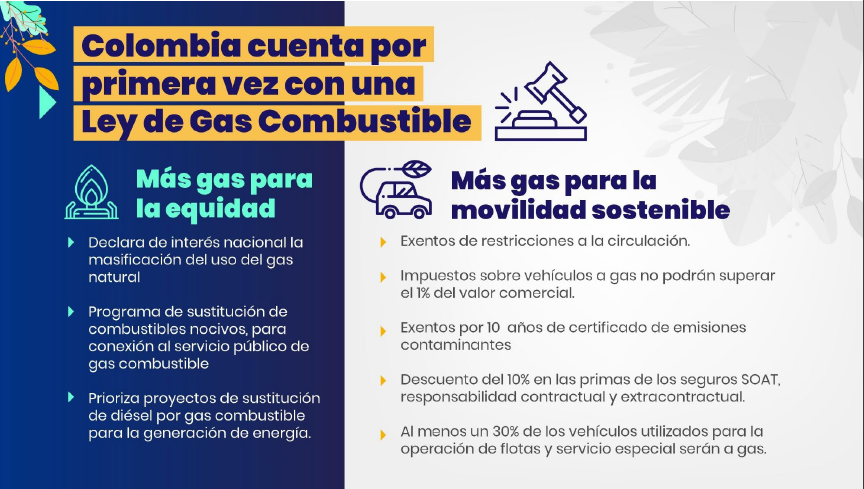 Colombia cuenta por
primera vez con una
Ley de Gas Combustible
Más gas para
la equidad
Declara de interés nacional la
masificación del uso del gas
natural
Programa de sustitución de
combustibles nocivos, para
conexión al servicio público de
gas combustible
Prioriza proyectos de sustitución
de diésel por gas combustible
para la generación de energía.
Más gas para la
movilidad sostenible
Exentos de restricciones a la circulación.
Impuestos sobre vehículos a gas no podrán superar
el 1% del valor comercial.
Exentos por 10 años de certificado de emisiones
contaminantes
Descuento del 10% en las primas de los seguros SOAT,
responsabilidad contractual y extracontractual.
Al menos un 30% de los vehículos utilizados para la
operación de flotas y servicio especial serán a gas.